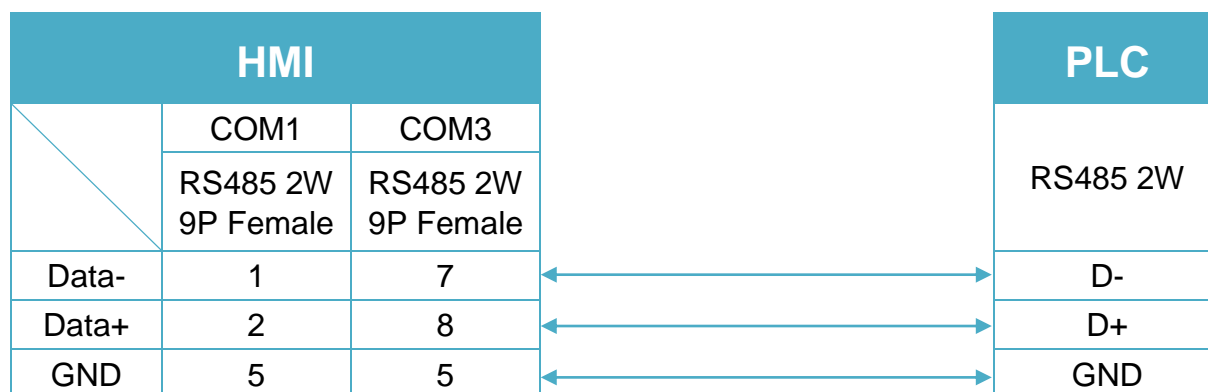 HMI PLC
COM1 COM3
RS485 2W RS485 2W RS485 2W
9P Female 9P Female
Data- 1 7 D-
Data+ 2 8 D+
GND 5 5 GND